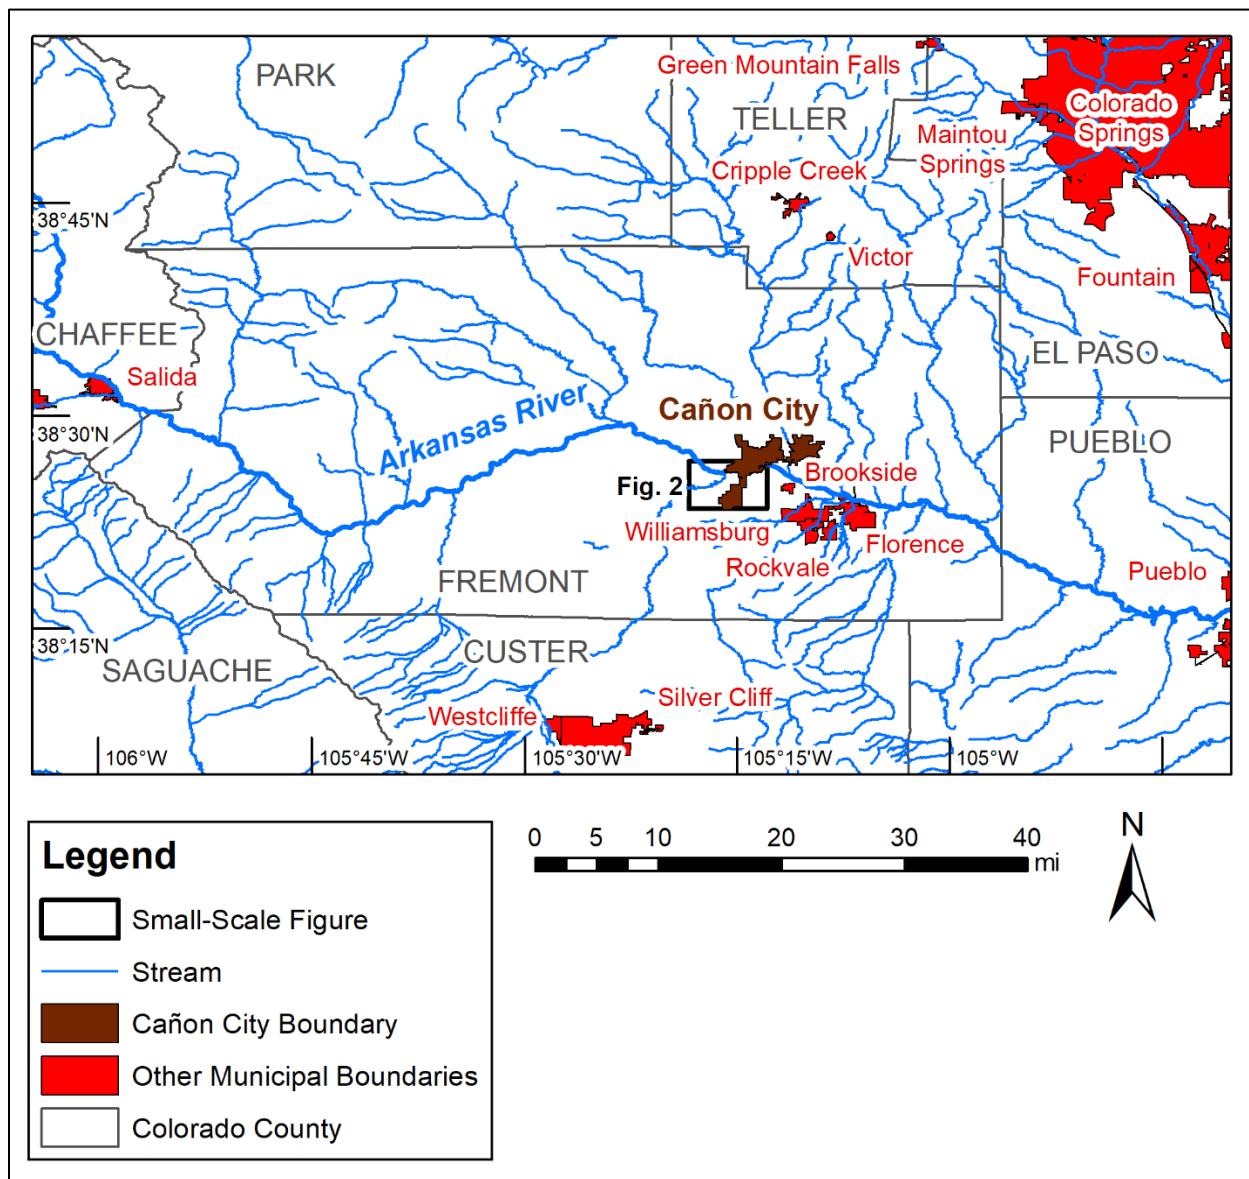 PARK
Green Mountain Falls
TELLER
Colorado
Springs
Maintou
Springs
Cripple Creek
38°45'N
Victor
Fountain
CHAFFEE
EL PASO
Salida
Arkansas River
Cañon City
38°30'N
PUEBLO
Brookside
Fig. 2
Williamsburg
Florence
Rockvale
Pueblo
FREMONT
38°15'N
CUSTER
SAGUACHE
Silver Cliff
Westcliffe
106°W
105°45'W
105°30'W
105°15'W
105°W
Legend
Small-Scale Figure
Stream
Cañon City Boundary
Other Municipal Boundaries
Colorado County
0 5 10 20 30 40
mi
N